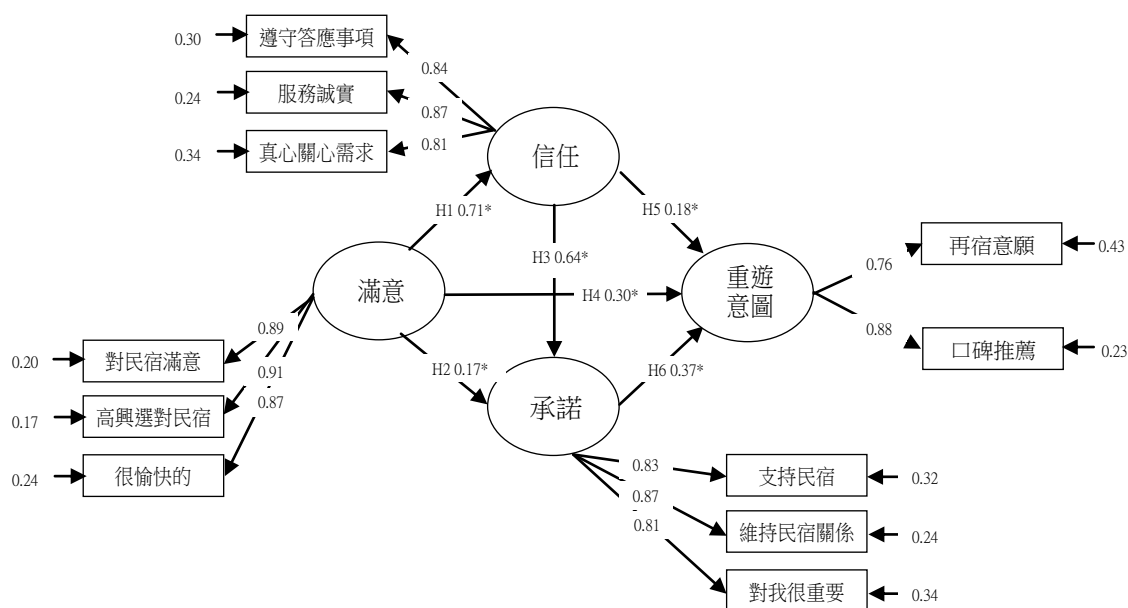 0.30
遵守答應事項
0.84
0.24
服務誠實
0.87
0.34
真心關心需求
0.81
信任
H1 0.71*
H5 0.18*
H3 0.64*
滿意
H4 0.30*
重遊
意圖
0.76
再宿意願
0.43
0.88
口碑推薦
0.23
0.89
0.20
對民宿滿意
0.91
0.17
高興選對民宿
0.87
0.24
很愉快的
H2 0.17*
H6 0.37*
承諾
0.83
支持民宿
0.32
0.87
維持民宿關係
0.24
0.81
對我很重要
0.34